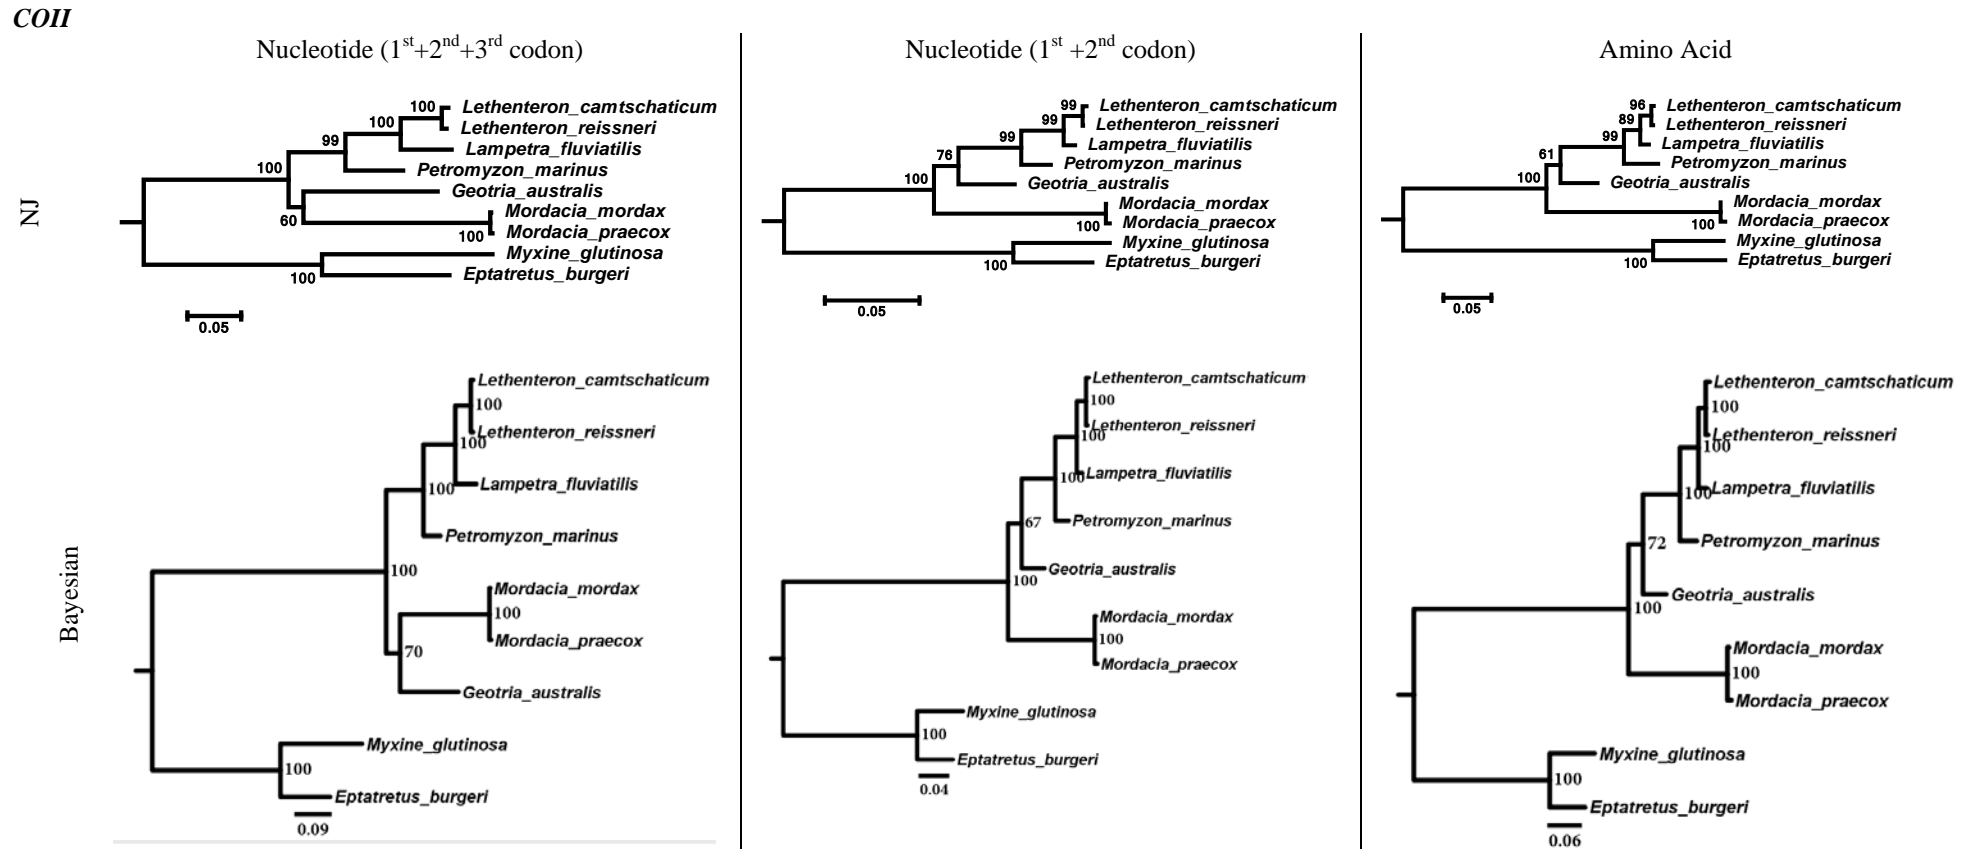 COII
Nucleotide (1st+2nd+3rd codon)
Nucleotide (1st +2nd codon)
Amino Acid
NJ
100
Lethenteron_camtschaticum
100
Lethenteron_reissneri
99
Lampetra_fluviatilis
100
Petromyzon_marinus
Geotria_australis
60
Mordacia_mordax
100
Mordacia_praecox
Myxine_glutinosa
100
Eptatretus_burgeri
0.05
99
Lethenteron_camtschaticum
99
Lethenteron_reissneri
99
Lampetra_fluviatilis
76
Petromyzon_marinus
100
Geotria_australis
Mordacia_mordax
100
Mordacia_praecox
Myxine_glutinosa
100
Eptatretus_burgeri
0.05
96
Lethenteron_camtschaticum
89
Lethenteron_reissneri
99
Lampetra_fluviatilis
61
Petromyzon_marinus
100
Geotria_australis
Mordacia_mordax
100
Mordacia_praecox
Myxine_glutinosa
100
Eptatretus_burgeri
0.05
Bayesian
Lethenteron_camtschaticum
100
Lethenteron_reissneri
100
Lampetra_fluviatilis
100
Petromyzon_marinus
100
Mordacia_mordax
100
Mordacia_praecox
70
Geotria_australis
Myxine_glutinosa
100
Eptatretus_burgeri
0.09
Lethenteron_camtschaticum
100
Lethenteron_reissneri
100
Lampetra_fluviatilis
100
Petromyzon_marinus
67
Geotria_australis
100
Mordacia_mordax
100
Mordacia_praecox
Myxine_glutinosa
100
Eptatretus_burgeri
0.04
Lethenteron_camtschaticum
100
Lethenteron_reissneri
100
Lampetra_fluviatilis
100
Petromyzon_marinus
72
Geotria_australis
100
Mordacia_mordax
100
Mordacia_praecox
Myxine_glutinosa
100
Eptatretus_burgeri
0.06